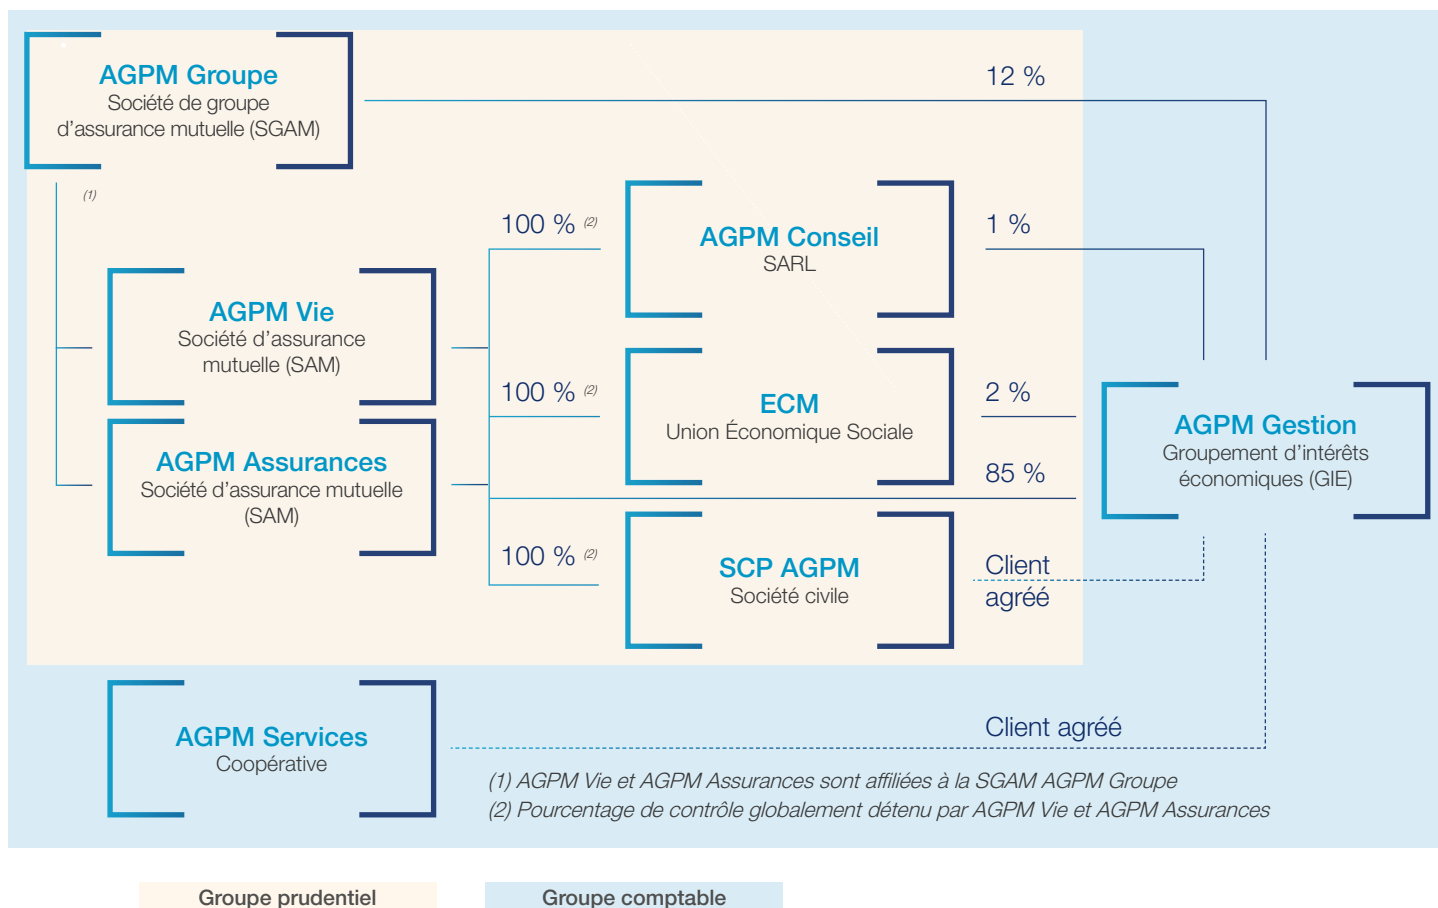 AGPM Groupe
Société de groupe
d'assurance mutuelle (SGAM)
12 %
(1)
100 % (2)
AGPM Conseil
SARL
1 %
AGPM Vie
Société d'assurance
mutuelle (SAM)
100 % (2)
ECM
Union Économique Sociale
2 %
AGPM Gestion
Groupement d'intérêts
économiques (GIE)
AGPM Assurances
Société d'assurance mutuelle
(SAM)
85 %
100 % (2)
SCP AGPM
Société civile
Client
agréé
AGPM Services
Coopérative
Client agréé
(1) AGPM Vie et AGPM Assurances sont affiliées à la SGAM AGPM Groupe
(2) Pourcentage de contrôle globalement détenu par AGPM Vie et AGPM Assurances
Groupe prudentiel
Groupe comptable